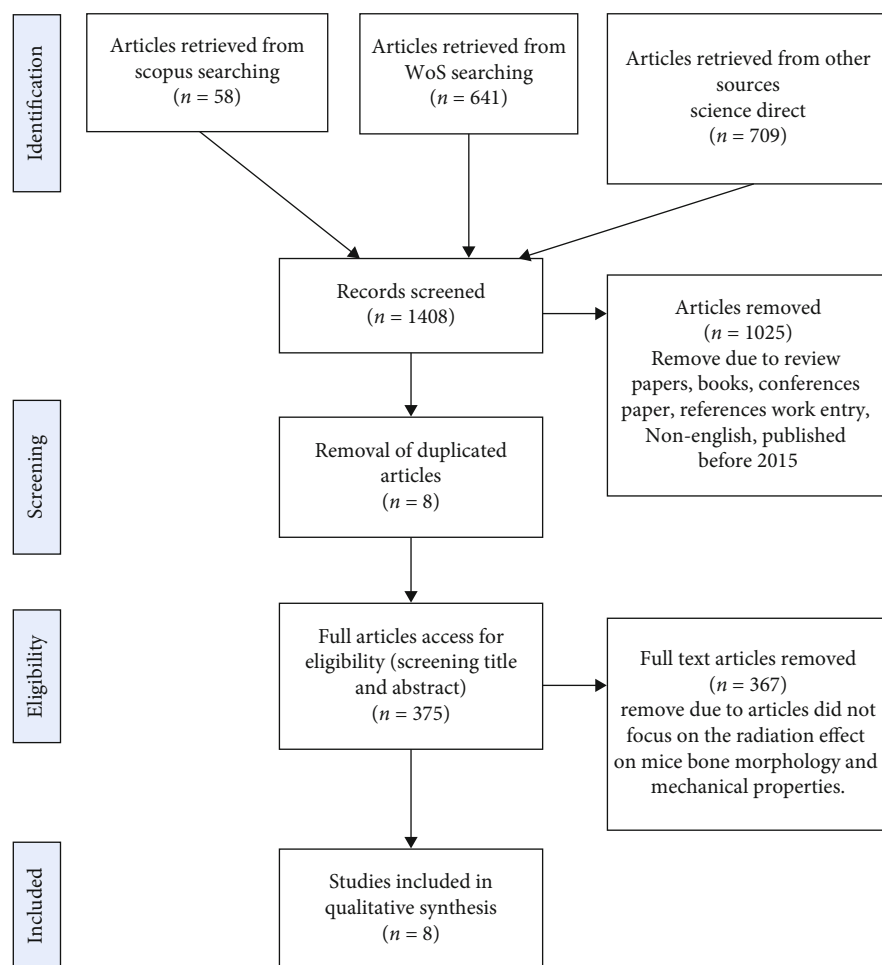 Identification
Articles retrieved from
scopus searching
(n = 58)
Articles retrieved from
WoS searching
(n = 641)
Articles retrieved from other
sources
science direct
(n = 709)
Records screened
(n = 1408)
Articles removed
(n = 1025)
Remove due to review
papers, books, conferences
paper, references work entry,
Non-english, published
before 2015
Screening
Removal of duplicated
articles
(n = 8)
Eligibility
Full articles access for
eligibility (screening title
and abstract)
(n = 375)
Full text articles removed
(n = 367)
remove due to articles did not
focus on the radiation effect
on mice bone morphology and
mechanical properties.
Included
Studies included in
qualitative synthesis
(n = 8)